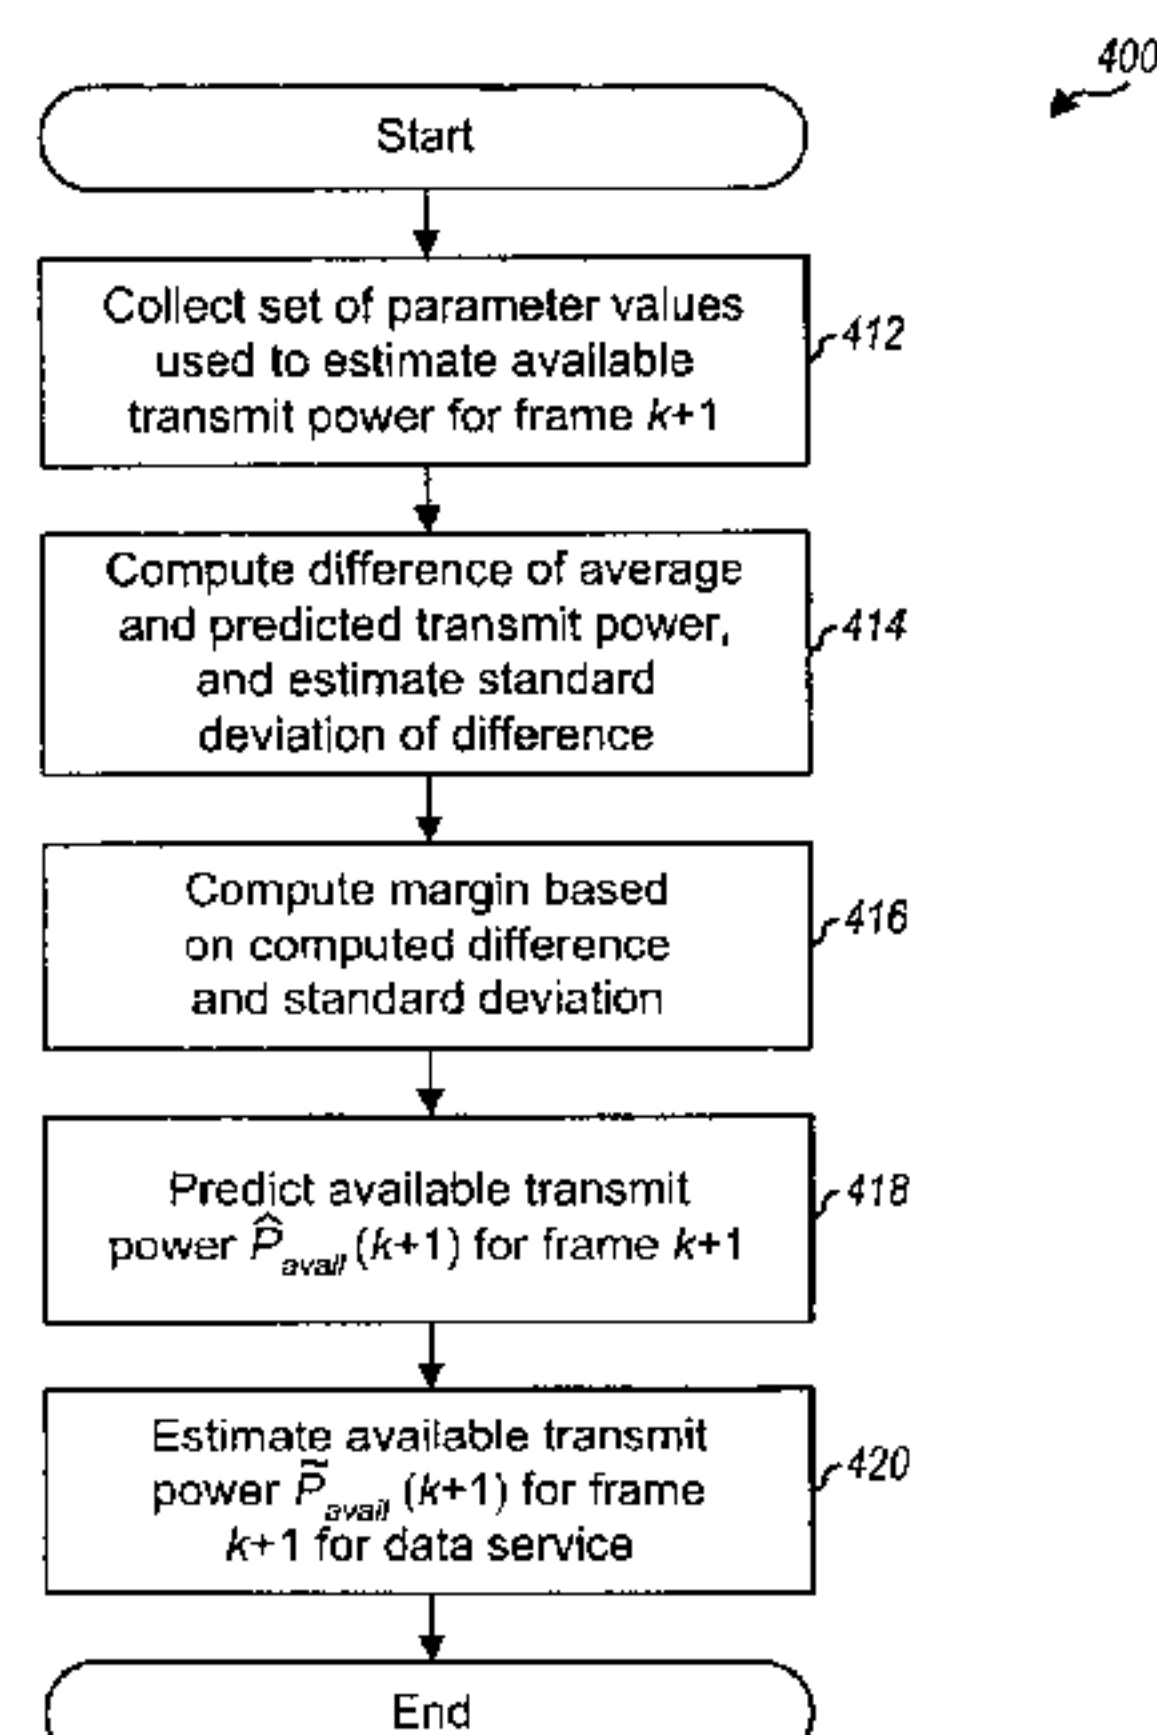 400
Start
Collect set of parameter values
used to estimate available
transmit power for frame k+1
412
Compute difference of average
and predicted transmit power,
and estimate standard
deviation of difference
414
Compute margin based
on computed difference
and standard deviation
416
Predict available transmit
power P̂avail (k+1) for frame k+1
418
Estimate available transmit
power P̃avail (k+1) for frame
k+1 for data service
420
End